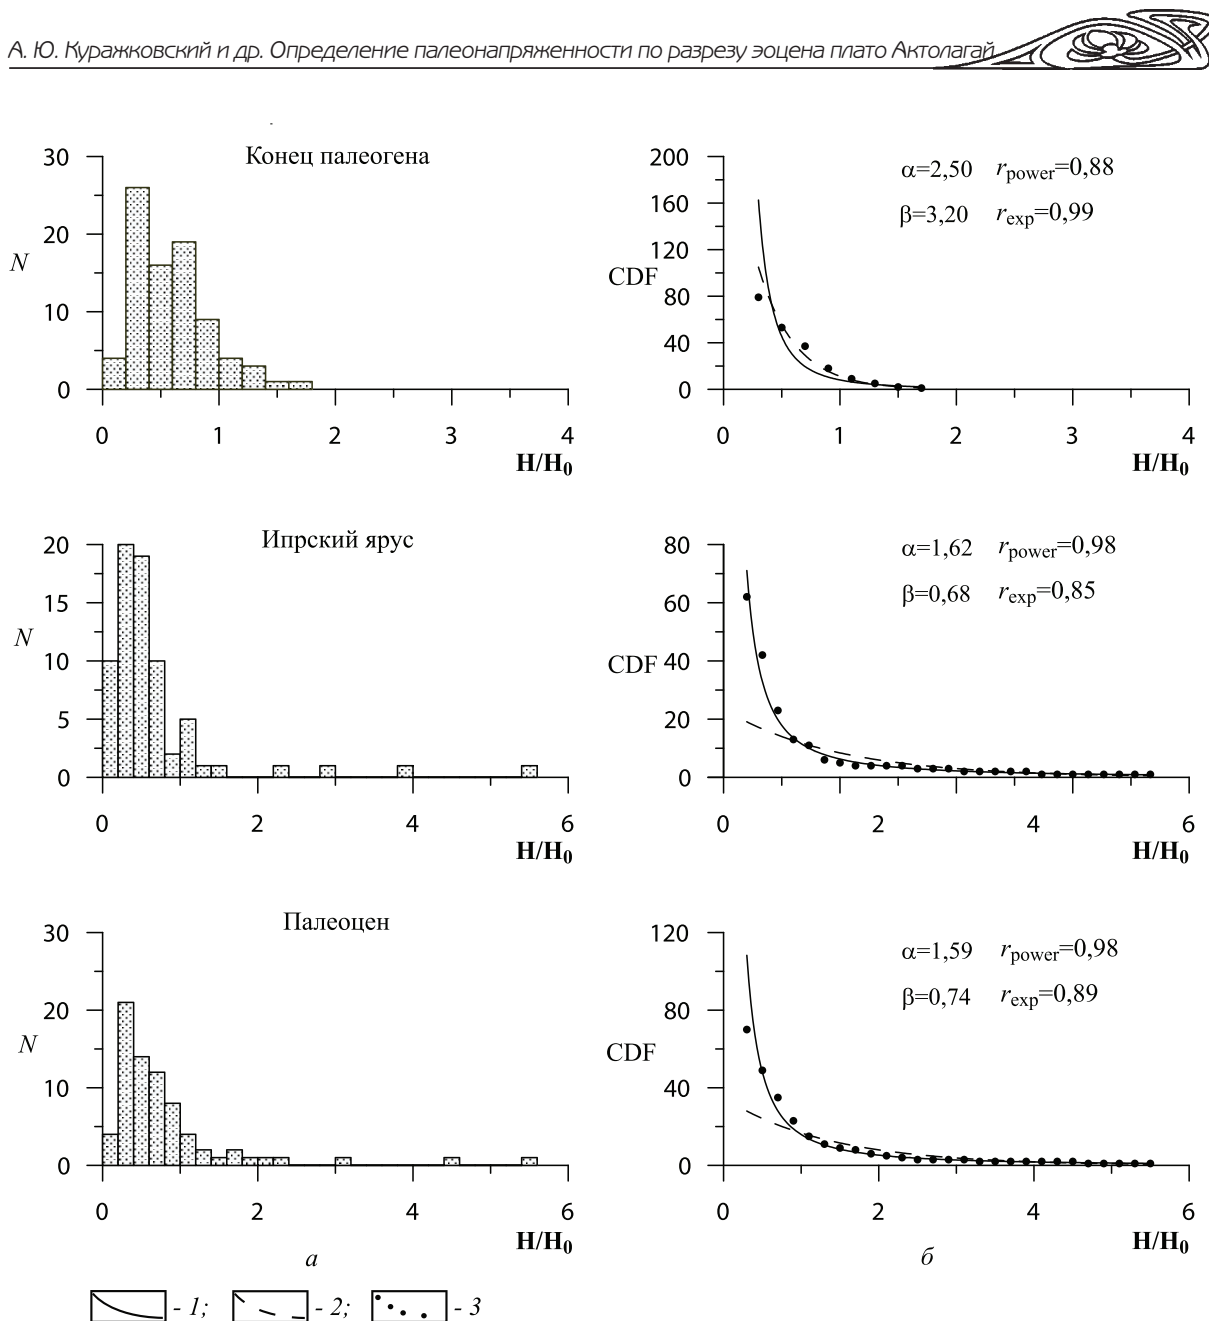 А. Ю. Куражковский и др. Определение палеонапряженности по разрезу эоцена плато Актолагай
Конец палеогена
30
20
10
0
N
0 1 2 3 4
H/H0
200
160
120
80
40
0
CDF
α=2,50 rpower=0,88
β=3,20 rexp=0,99
0 1 2 3 4
H/H0
Ипрский ярус
20
15
10
5
0
N
0 2 4 6
H/H0
80
60
40
20
0
CDF
α=1,62 rpower=0,98
β=0,68 rexp=0,85
0 2 4 6
H/H0
Палеоцен
30
20
10
0
N
0 2 4 6
H/H0
а
120
80
40
0
CDF
α=1,59 rpower=0,98
β=0,74 rexp=0,89
0 2 4 6
H/H0
б
- 1; - 2; - 3